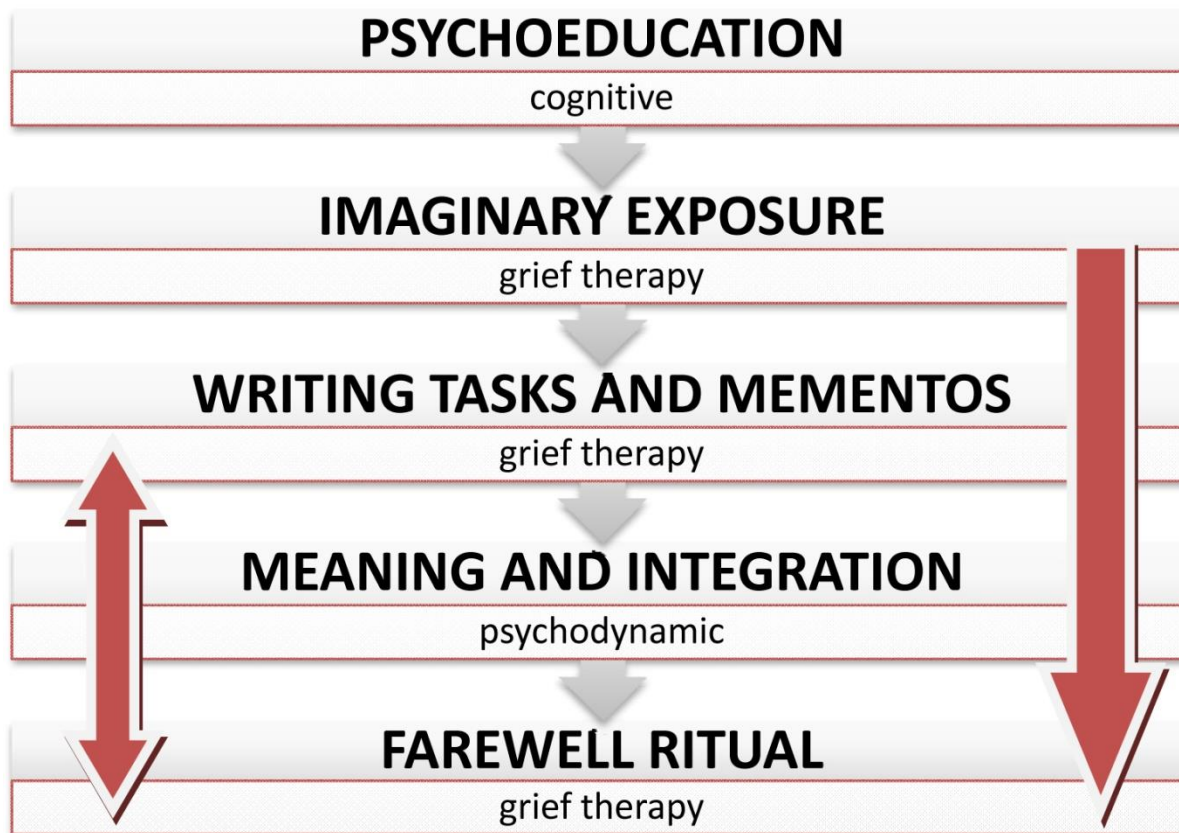 PSYCHOEDUCATION
cognitive
IMAGINARY EXPOSURE
grief therapy
WRITING TASKS AND MEMENTOS
grief therapy
MEANING AND INTEGRATION
psychodynamic
FAREWELL RITUAL
grief therapy